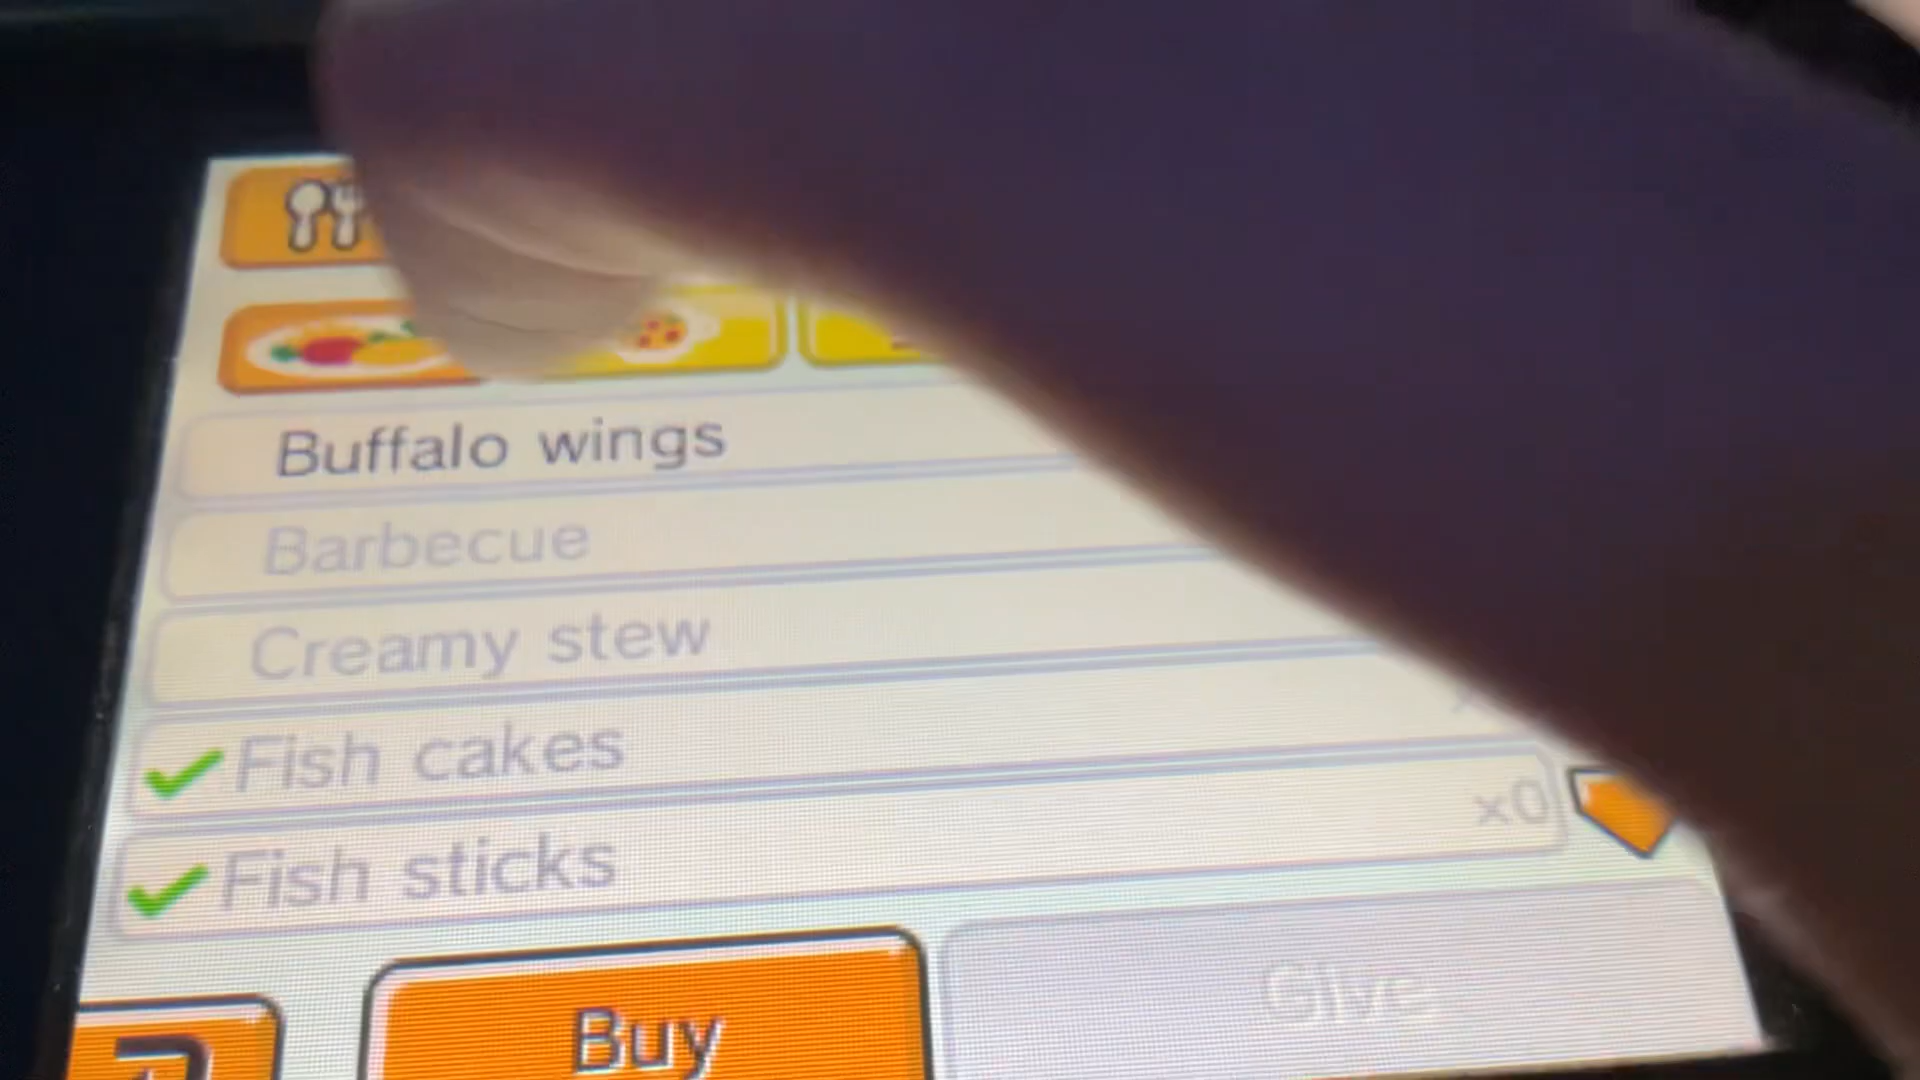 Buffalo wings
Barbecue
Creamy stew
Fish cakes
Fish sticks
x0
Buy
Give